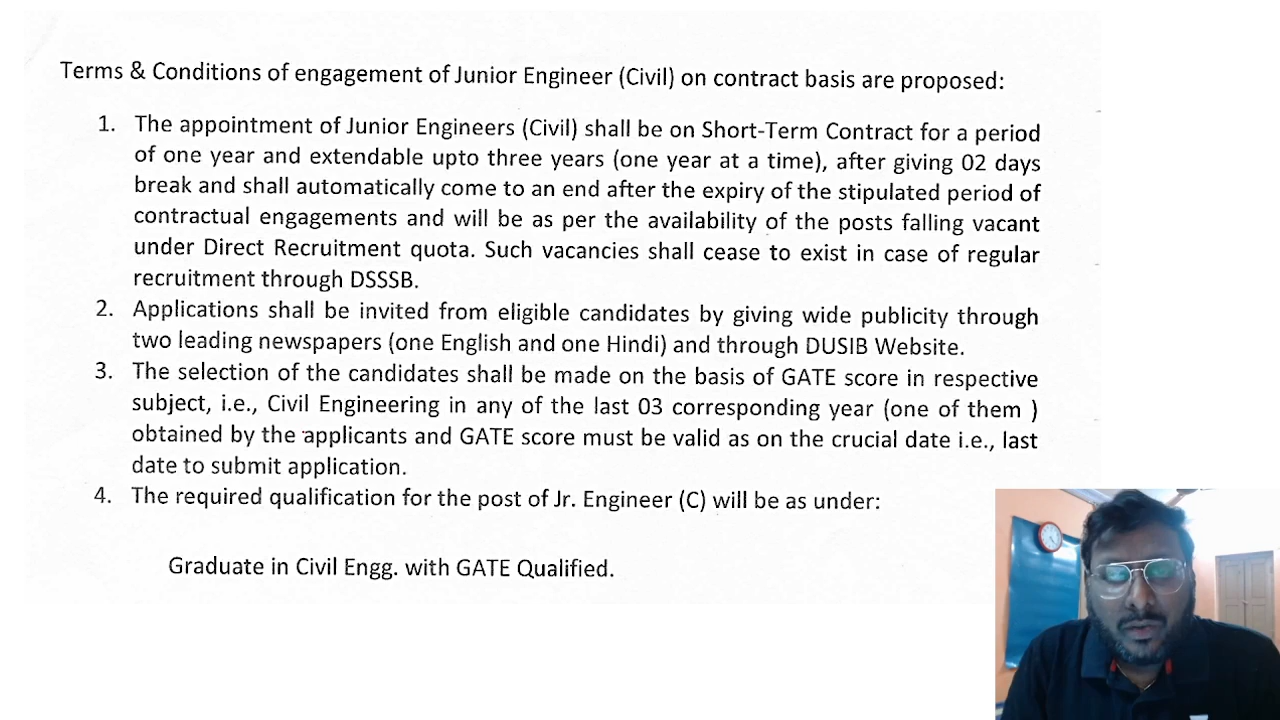 Terms & Conditions of engagement of Junior Engineer (Civil) on contract basis are proposed:
1. The appointment of Junior Engineers (Civil) shall be on Short-Term Contract for a period
of one year and extendable upto three years (one year at a time), after giving 02 days
break and shall automatically come to an end after the expiry of the stipulated period of
contractual engagements and will be as per the availability of the posts falling vacant
under Direct Recruitment quota. Such vacancies shall cease to exist in case of regular
recruitment through DSSSB.
2. Applications shall be invited from eligible candidates by giving wide publicity through
two leading newspapers (one English and one Hindi) and through DUSIB Website.
3. The selection of the candidates shall be made on the basis of GATE score in respective
subject, i.e., Civil Engineering in any of the last 03 corresponding year (one of them )
obtained by the applicants and GATE score must be valid as on the crucial date i.e., last
date to submit application.
4. The required qualification for the post of Jr. Engineer (C) will be as under:
Graduate in Civil Engg. with GATE Qualified.